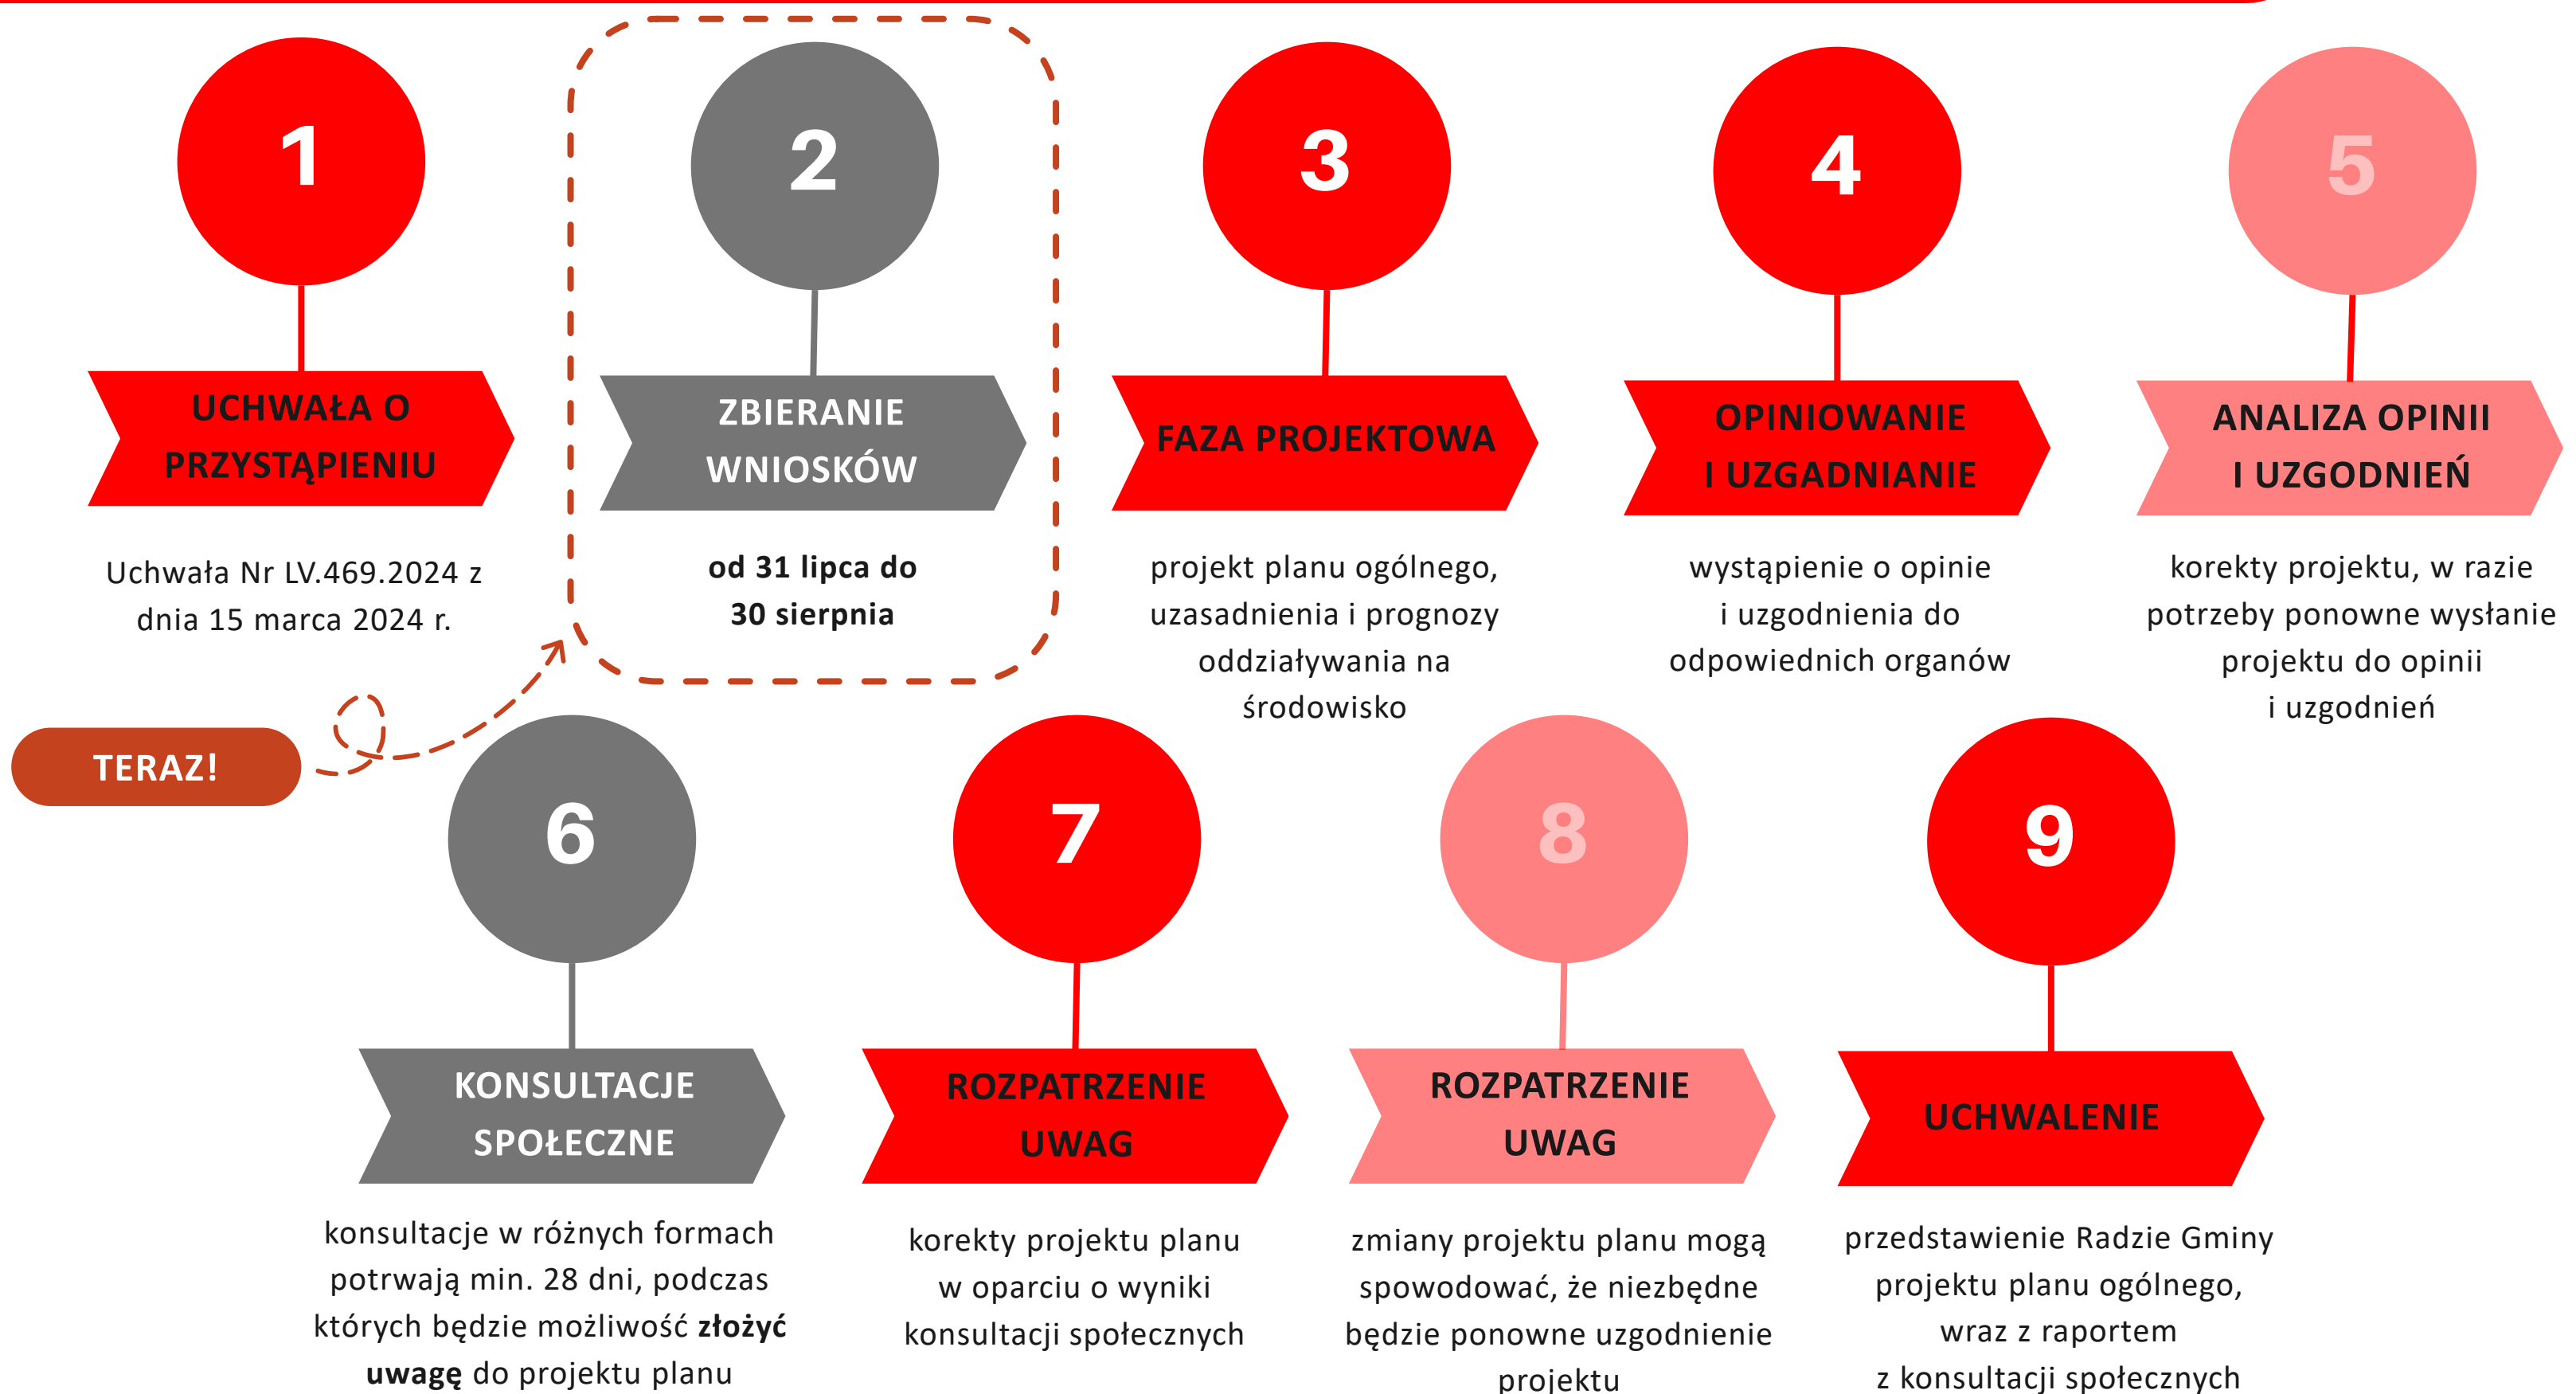 1
UCHWAŁA O
PRZYSTĄPIENIU
Uchwała Nr LV.469.2024 z
dnia 15 marca 2024 r.
2
ZBIERANIE
WNIOSKÓW
od 31 lipca do
30 sierpnia
3
FAZA PROJEKTOWA
projekt planu ogólnego,
uzasadnienia i prognozy
oddziaływania na
środowisko
4
OPINIOWANIE
I UZGADNIANIE
wystąpienie o opinie
i uzgodnienia do
odpowiednich organów
5
ANALIZA OPINII
I UZGODNIEŃ
korekty projektu, w razie
potrzeby ponowne wysłanie
projektu do opinii
i uzgodnień
TERAZ!
6
KONSULTACJE
SPOŁECZNE
konsultacje w różnych formach
potrwają min. 28 dni, podczas
których będzie możliwość złożyć
uwagę do projektu planu
7
ROZPATRZENIE
UWAG
korekty projektu planu
w oparciu o wyniki
konsultacji społecznych
8
ROZPATRZENIE
UWAG
zmiany projektu planu mogą
spowodować, że niezbędne
będzie ponowne uzgodnienie
projektu
9
UCHWALENIE
przedstawienie Radzie Gminy
projektu planu ogólnego,
wraz z raportem
z konsultacji społecznych